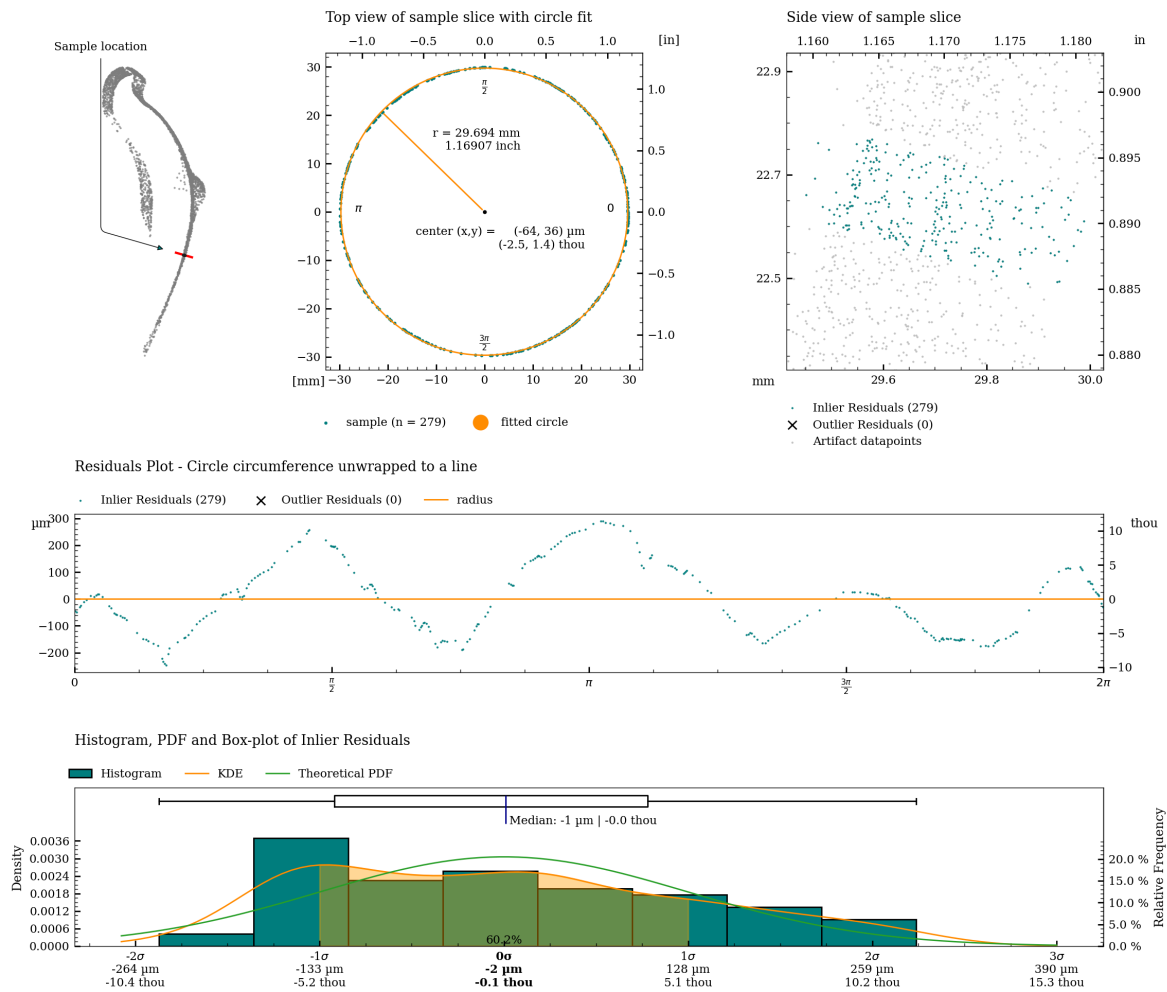 Top view of sample slice with circle fit
Side view of sample slice
Sample location
−1.0 −0.5 0.0 0.5 1.0 [in]
1.160 1.165 1.170 1.175 1.180 in
30
20
10
0
−10
−20
−30
1.0
0.5
0.0
−0.5
−1.0
π/2
r = 29.694 mm
1.16907 inch
π
0
center (x,y) = (-64, 36) µm
(-2.5, 1.4) thou
3π/2
[mm] −30 −20 −10 0 10 20 30
22.9
22.7
22.5
0.900
0.895
0.890
0.885
0.880
mm 29.6 29.8 30.0
sample (n = 279) fitted circle
Inlier Residuals (279)
Outlier Residuals (0)
Artifact datapoints
Residuals Plot - Circle circumference unwrapped to a line
Inlier Residuals (279) Outlier Residuals (0) radius
µm
300
200
100
0
−100
−200
thou
10
5
0
−5
−10
0 π/2 π 3π/2 2π
Histogram, PDF and Box-plot of Inlier Residuals
Histogram KDE Theoretical PDF
Median: -1 µm | -0.0 thou
Density
0.0036
0.0030
0.0024
0.0018
0.0012
0.0006
0.0000
20.0 %
15.0 %
10.0 %
5.0 %
0.0 %
Relative Frequency
60.2%
-2σ -1σ 0σ 1σ 2σ 3σ
-264 µm -133 µm -2 µm 128 µm 259 µm 390 µm
-10.4 thou -5.2 thou -0.1 thou 5.1 thou 10.2 thou 15.3 thou